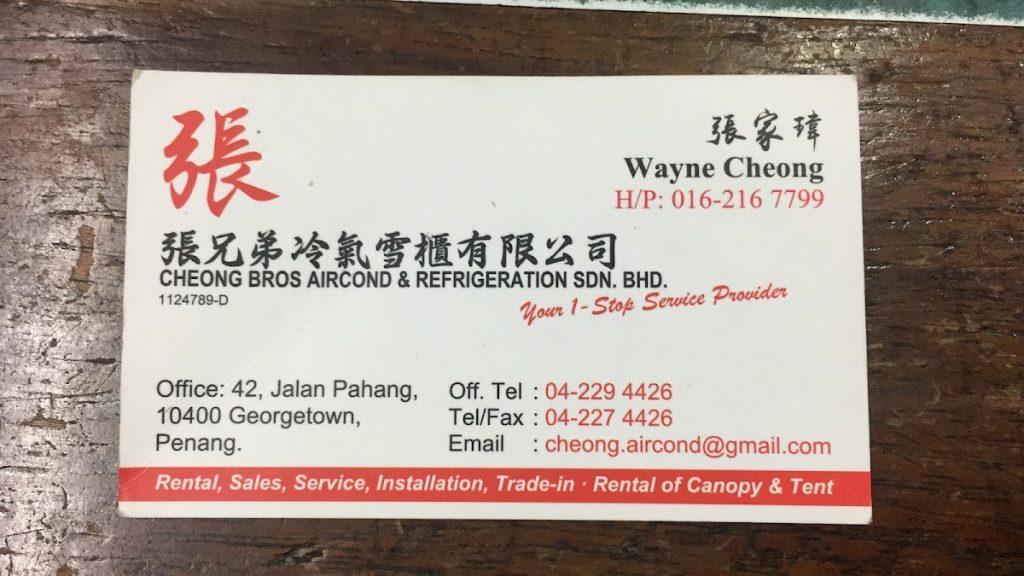 張
張家瑋
Wayne Cheong
H/P: 016-216 7799
張兄弟冷氣雪櫃有限公司
CHEONG BROS AIRCOND & REFRIGERATION SDN. BHD.
1124789-D
Your 1-Stop Service Provider
Office: 42, Jalan Pahang,
10400 Georgetown,
Penang.
Off. Tel : 04-229 4426
Tel/Fax : 04-227 4426
Email : cheong.aircond@gmail.com
Rental, Sales, Service, Installation, Trade-in · Rental of Canopy & Tent